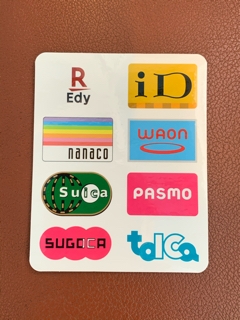 R
Edy
iD
nanaco
WAON
Suica
PASMO
SUGOCA
toICa